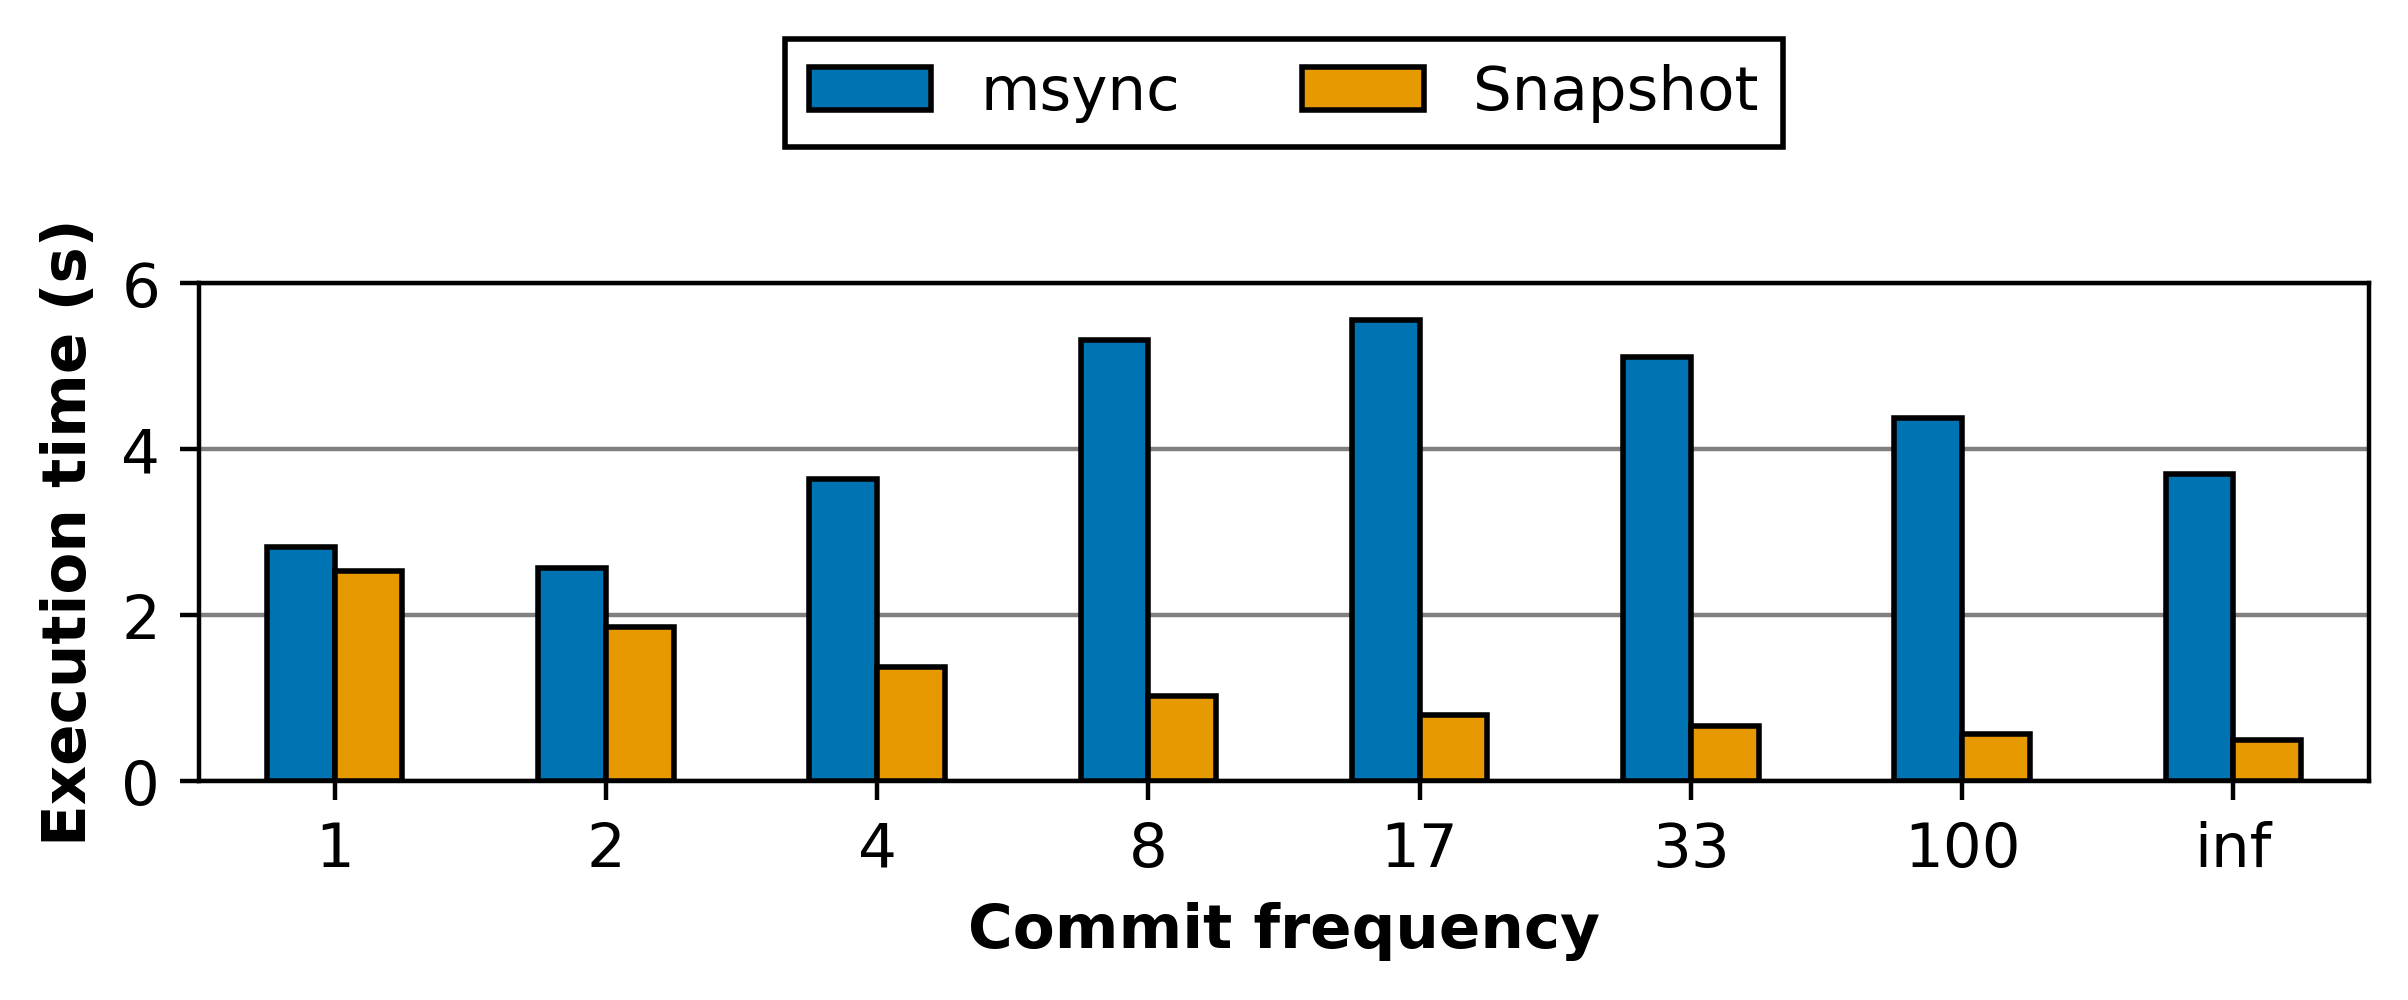 msync Snapshot
Execution time (s)
6
4
2
0
1 2 4 8 17 33 100 inf
Commit frequency